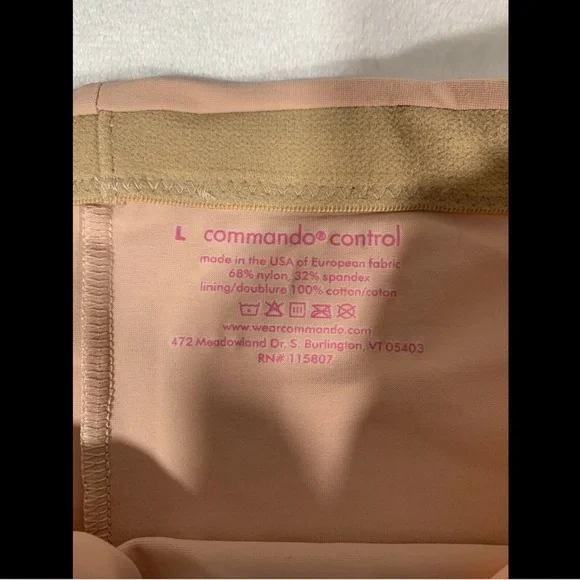 L commando® control
made in the USA of European fabric
68% nylon, 32% spandex
lining/doublure 100% cotton/coton
www.wearcommando.com
472 Meadowland Dr. S. Burlington, VT 05403
RN# 115807